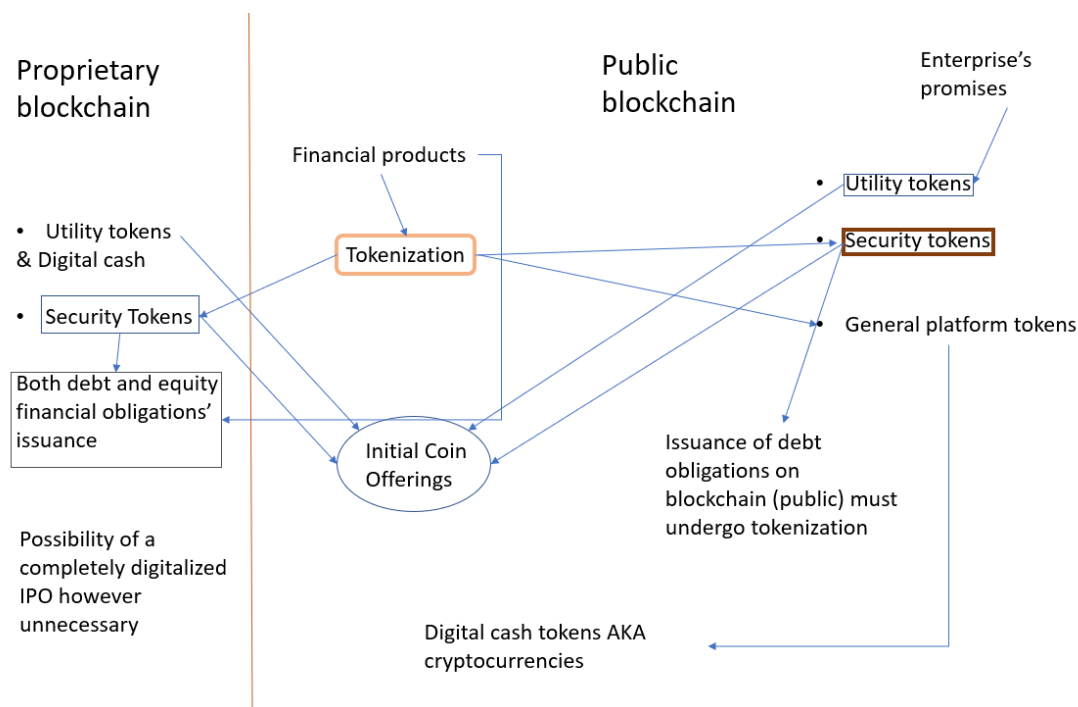 Proprietary
blockchain
Public
blockchain
Enterprise's
promises
Financial products
• Utility tokens
• Utility tokens
& Digital cash
Tokenization
• Security tokens
• Security Tokens
• General platform tokens
Both debt and equity
financial obligations'
issuance
Initial Coin
Offerings
Issuance of debt
obligations on
blockchain (public) must
undergo tokenization
Possibility of a
completely digitalized
IPO however
unnecessary
Digital cash tokens AKA
cryptocurrencies